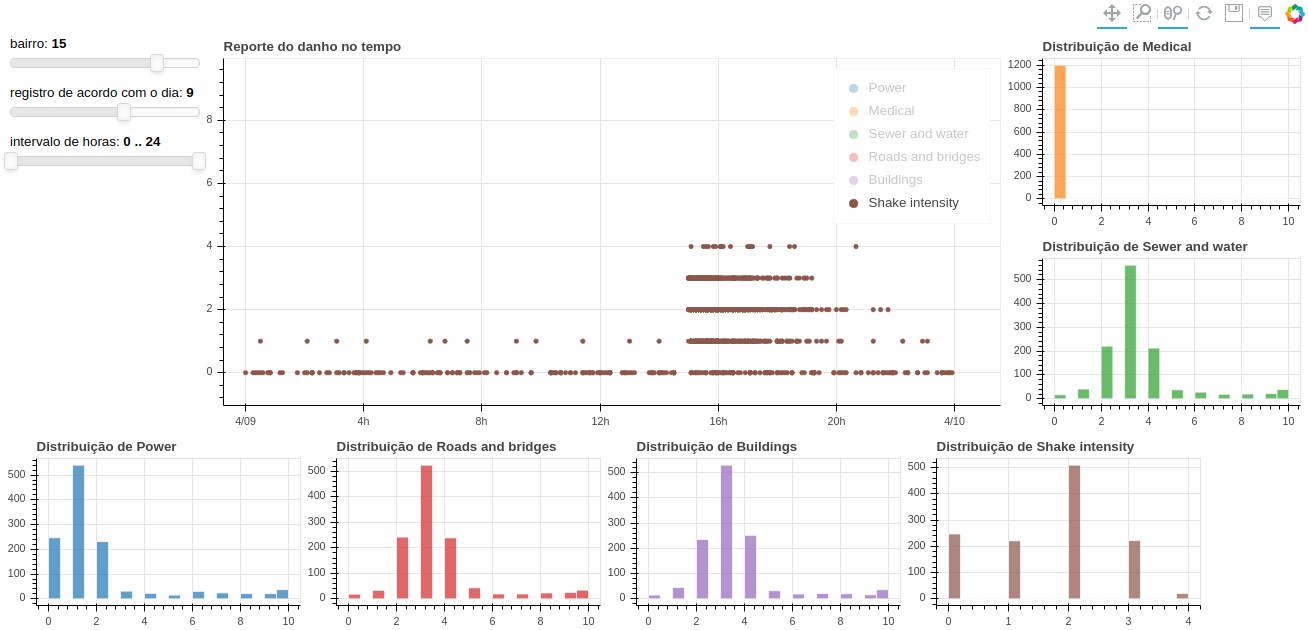 bairro: 15
registro de acordo com o dia: 9
intervalo de horas: 0 .. 24
Reporte do danho no tempo
8
6
4
2
0
4/09 4h 8h 12h 16h 20h 4/10
Power
Medical
Sewer and water
Roads and bridges
Buildings
Shake intensity
Distribuição de Medical
1200
1000
800
600
400
200
0
0 2 4 6 8 10
Distribuição de Sewer and water
500
400
300
200
100
0
0 2 4 6 8 10
Distribuição de Power
500
400
300
200
100
0
0 2 4 6 8 10
Distribuição de Roads and bridges
500
400
300
200
100
0
0 2 4 6 8 10
Distribuição de Buildings
500
400
300
200
100
0
0 2 4 6 8 10
Distribuição de Shake intensity
500
400
300
200
100
0
0 1 2 3 4